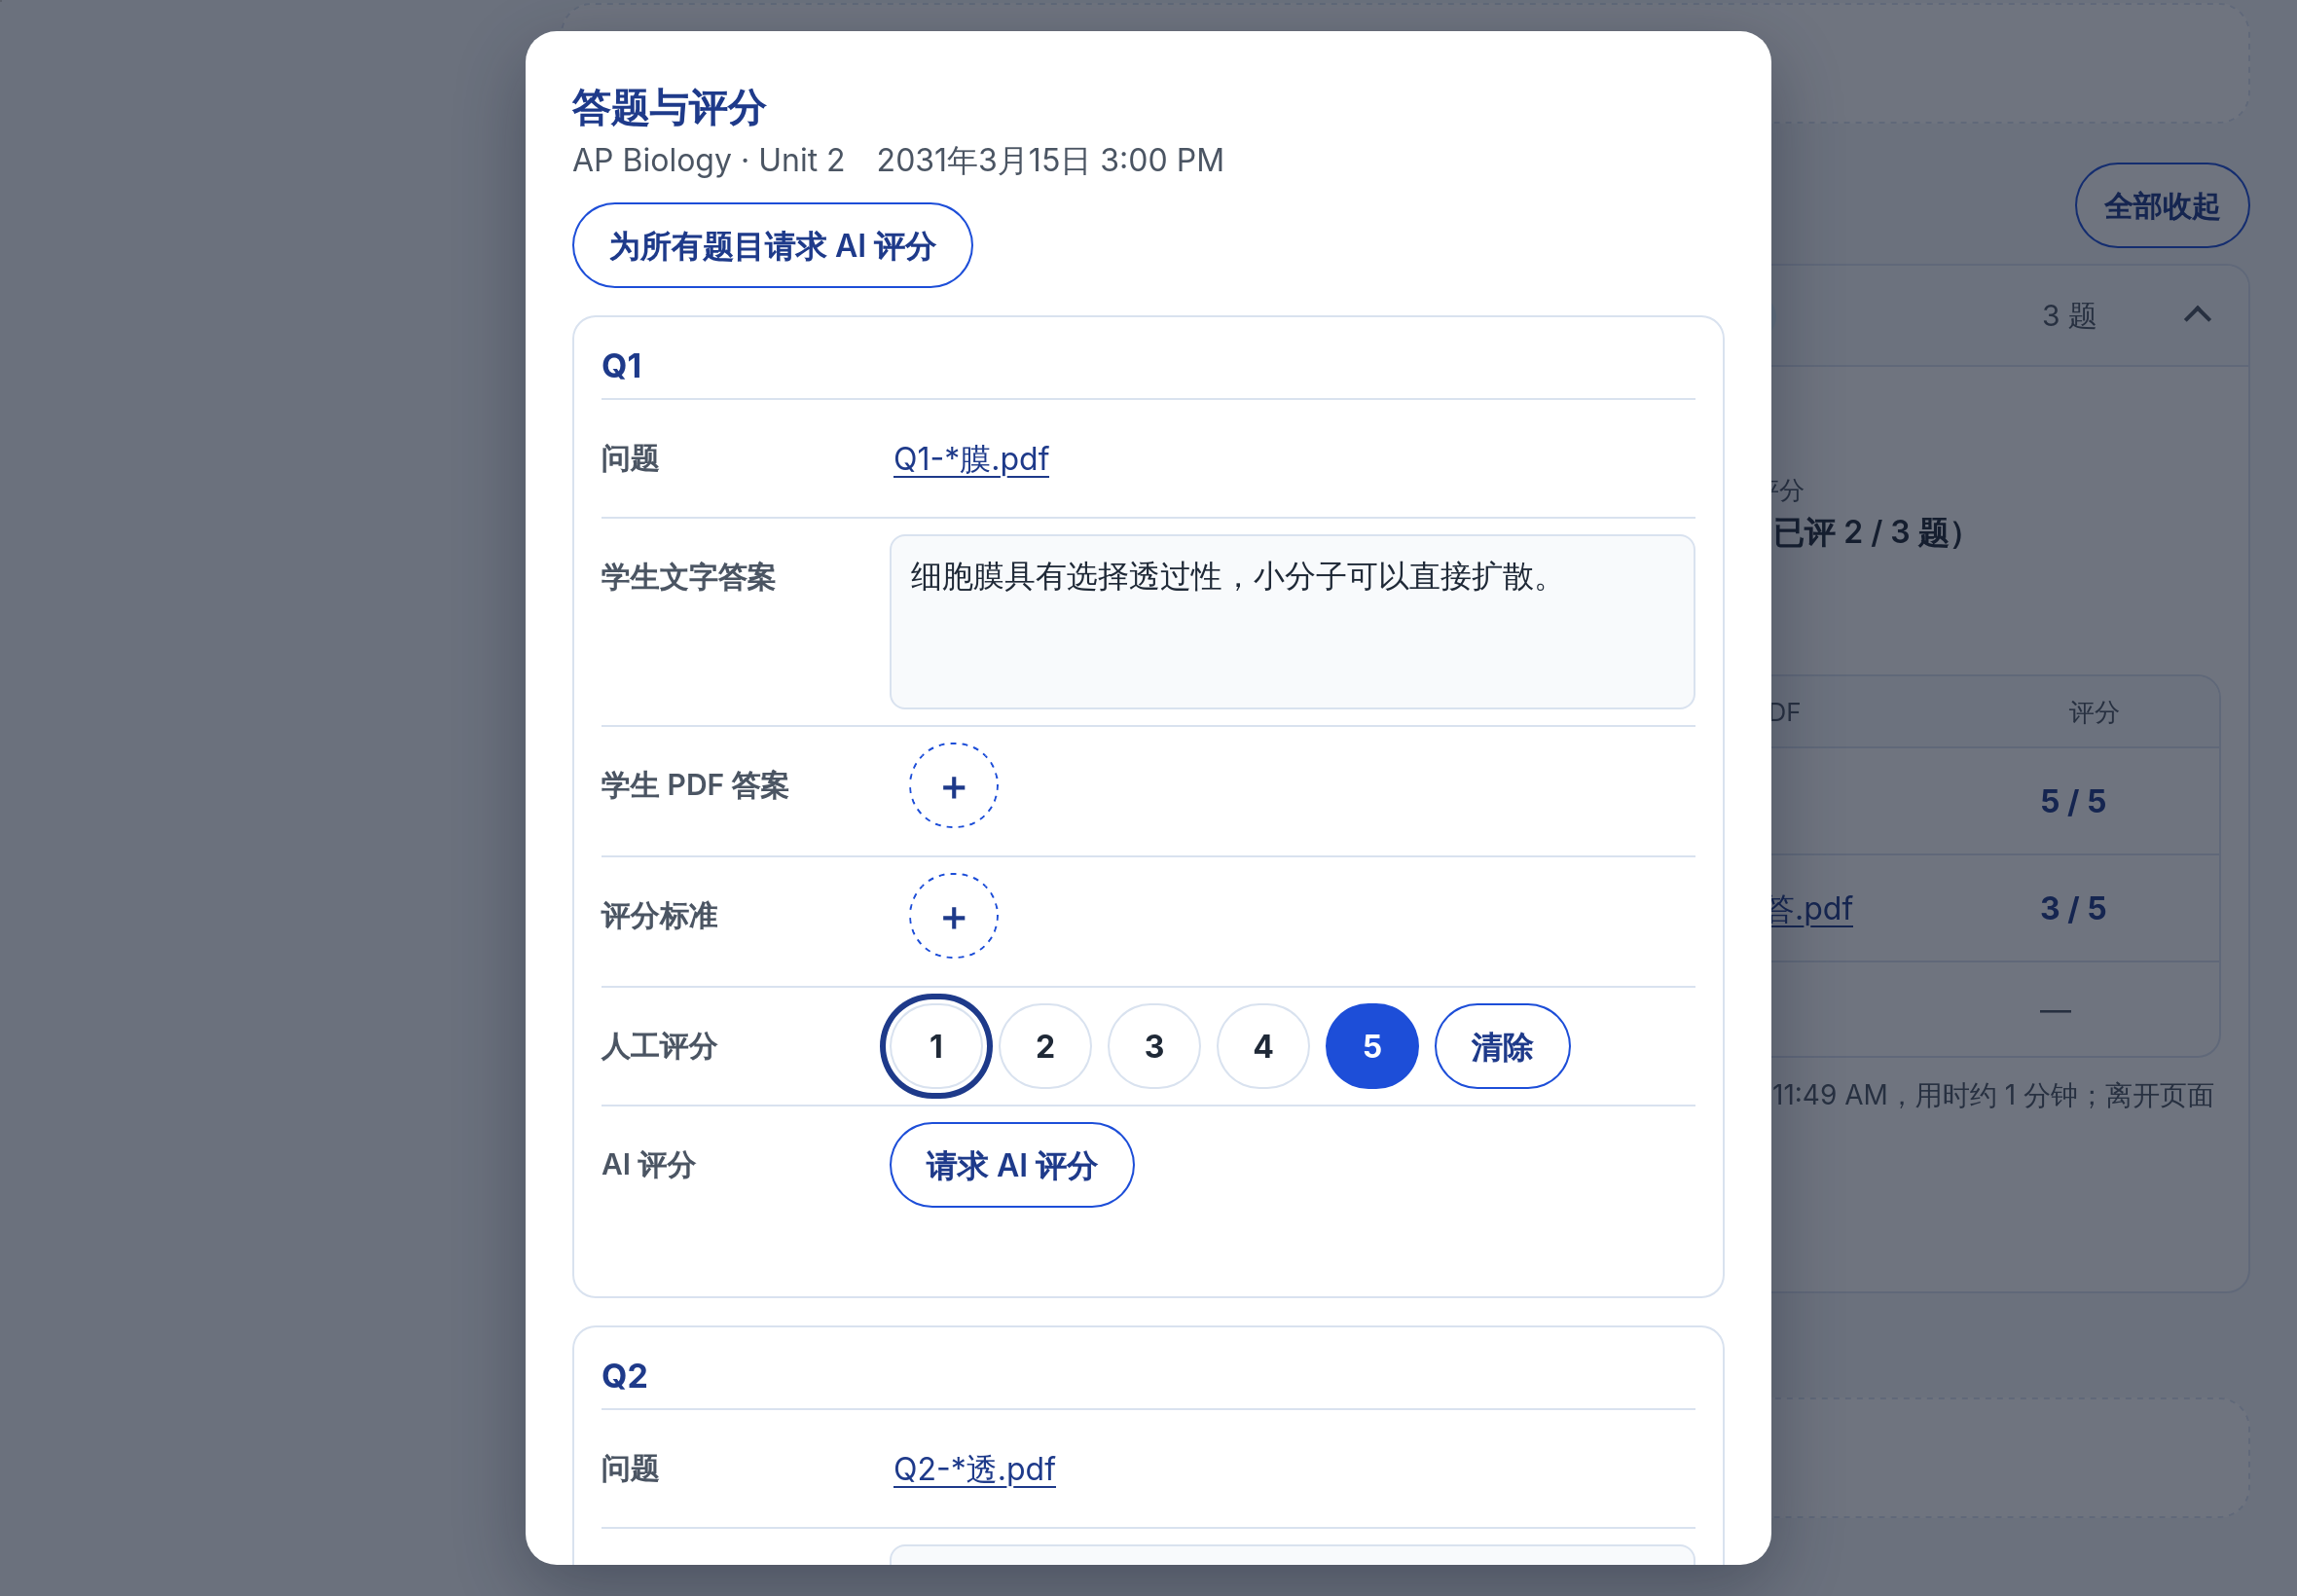 答题与评分
AP Biology · Unit 2 2031年3月15日 3:00 PM
为所有题目请求 AI 评分
全部收起
3 题
Q1
问题 Q1-*膜.pdf
评分
已评 2 / 3 题）
学生文字答案 细胞膜具有选择透过性，小分子可以直接扩散。
DF 评分
学生 PDF 答案 +
5 / 5
答.pdf 3 / 5
评分标准 +
—
人工评分 1 2 3 4 5 清除
11:49 AM，用时约 1 分钟；离开页面
AI 评分 请求 AI 评分
Q2
问题 Q2-*透.pdf